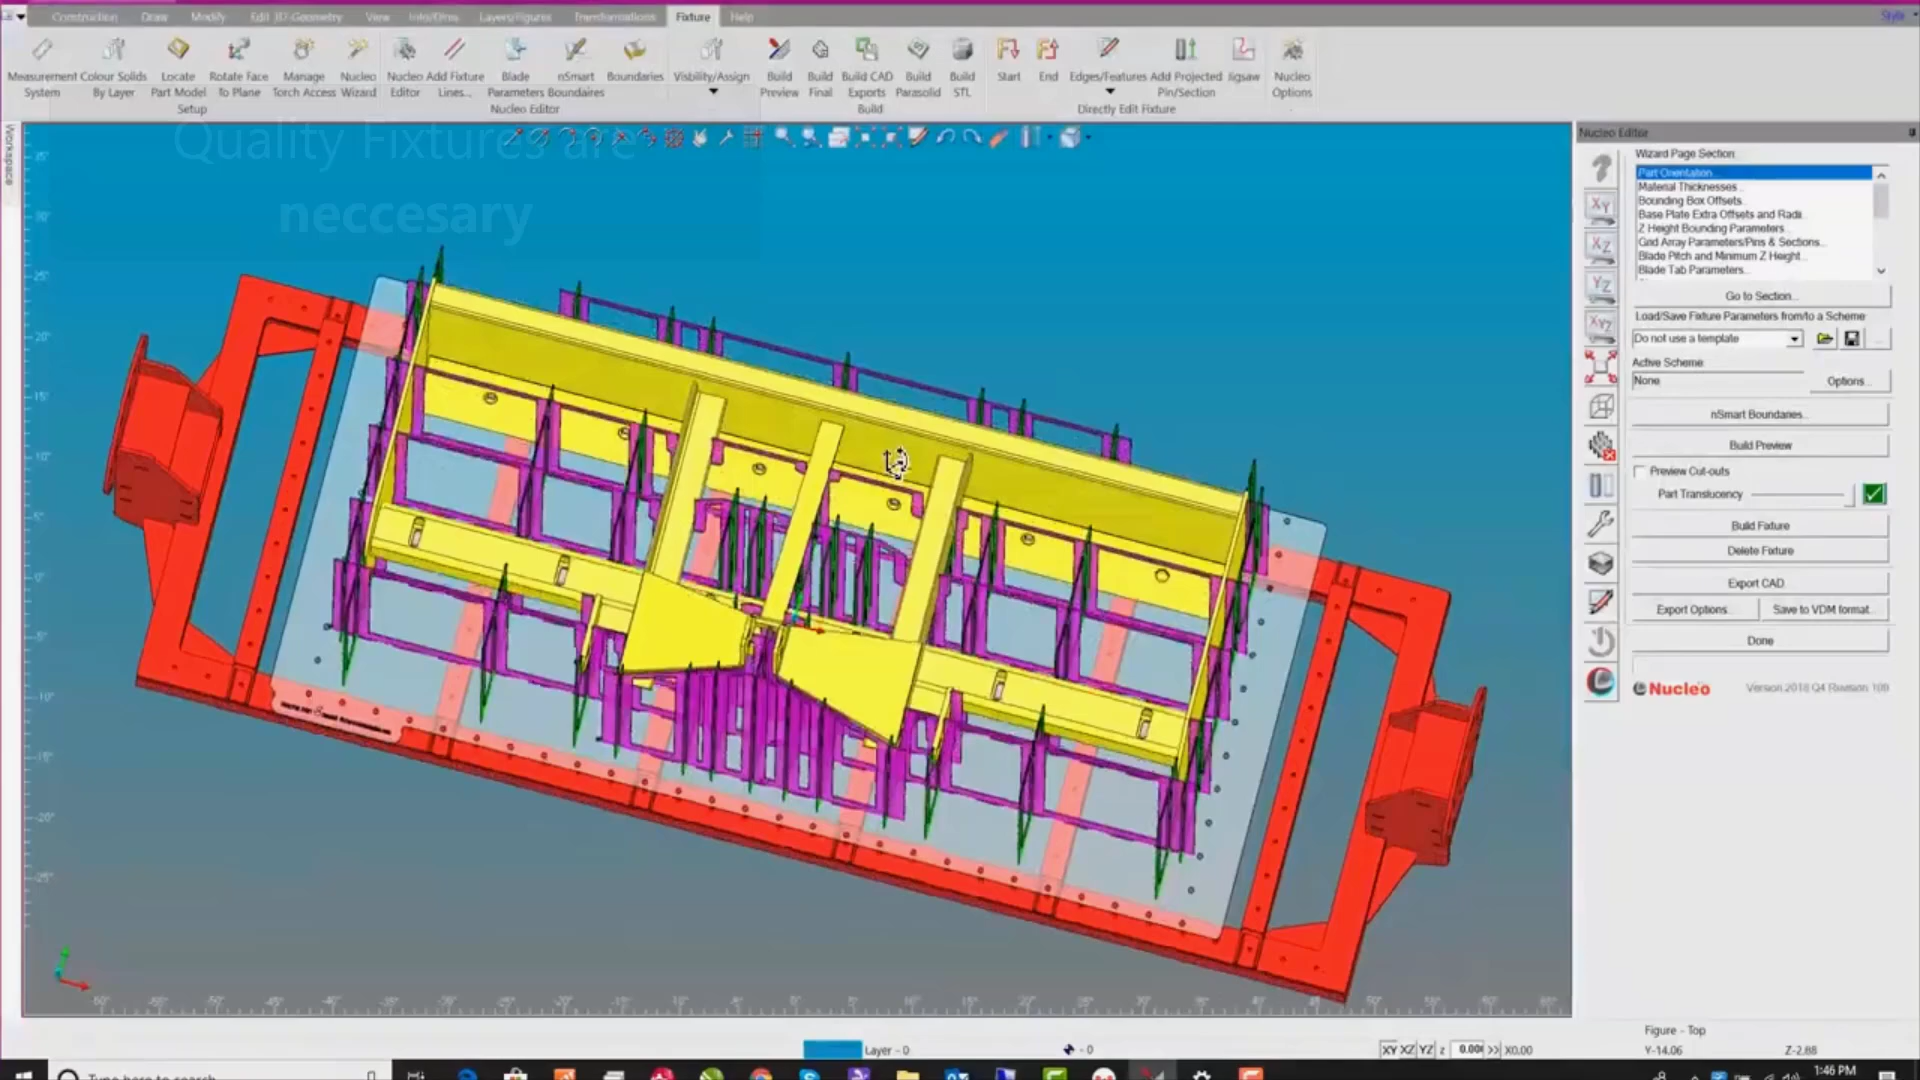 Construction Draw Modify Edit 3D-Geometry View Info/Dims Layers/Figures Transformations Fixture Help
Style
Measurement System
Colour Solids By Layer
Locate Part Model
Rotate Face To Plane
Manage Torch Access
Nucleo Wizard
Setup
Nucleo Editor
Add Fixture Lines...
Blade Parameters
nSmart Boundaries
Boundaries
Nucleo Editor
Visibility/Assign
Build Preview
Build Final
Build CAD Exports
Build Parasolid
Build STL
Build
Start
End
Edges/Features
Add Projected Pin/Section
Jigsaw
Directly Edit Fixture
Nucleo Options
Workspace
Quality Fixtures are
neccesary
Nucleo Editor
Wizard Page Section:
Part Orientation...
Material Thicknesses...
Bounding Box Offsets...
Base Plate Extra Offsets and Radii...
Z Height Bounding Parameters...
Grid Array Parameters/Pins & Sections...
Blade Pitch and Minimum Z Height...
Blade Tab Parameters...
Go to Section...
Load/Save Fixture Parameters from/to a Scheme
Do not use a template
Active Scheme:
None
Options...
nSmart Boundaries...
Build Preview
Preview Cut-outs
Part Translucency
Build Fixture
Delete Fixture
Export CAD
Export Options...
Save to VDM format...
Done
Nucleo
Version 2018 Q4 Revision 100
XY
XZ
YZ
XYZ
Figure - Top
Layer - 0
- 0
XY XZ YZ z 0.000 >> X0.00
Y-14.06
Z-2.88
Type here to search
1:46 PM